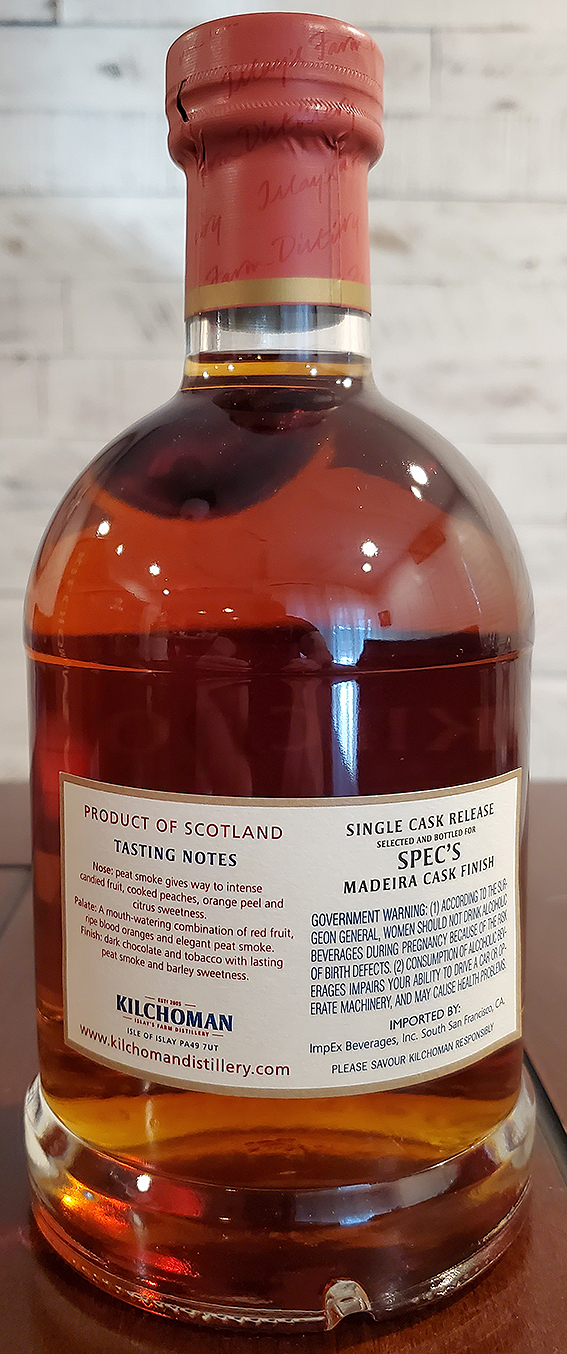 Islay's Farm
Islay's Farm
Farm Distillery
PRODUCT OF SCOTLAND
TASTING NOTES
Nose: peat smoke gives way to intense
candied fruit, cooked peaches, orange peel and
citrus sweetness.
Palate: A mouth-watering combination of red fruit,
ripe blood oranges and elegant peat smoke.
Finish: dark chocolate and tobacco with lasting
peat smoke and barley sweetness.
ESTD 2005
KILCHOMAN
ISLAY'S FARM DISTILLERY
ISLE OF ISLAY PA49 7UT
www.kilchomandistillery.com
SINGLE CASK RELEASE
SELECTED AND BOTTLED FOR
SPEC'S
MADEIRA CASK FINISH
GOVERNMENT WARNING: (1) ACCORDING TO THE SUR-
GEON GENERAL, WOMEN SHOULD NOT DRINK ALCOHOLIC
BEVERAGES DURING PREGNANCY BECAUSE OF THE RISK
OF BIRTH DEFECTS. (2) CONSUMPTION OF ALCOHOLIC BEV-
ERAGES IMPAIRS YOUR ABILITY TO DRIVE A CAR OR OP-
ERATE MACHINERY, AND MAY CAUSE HEALTH PROBLEMS.
IMPORTED BY:
ImpEx Beverages, Inc. South San Francisco, CA.
PLEASE SAVOUR KILCHOMAN RESPONSIBLY